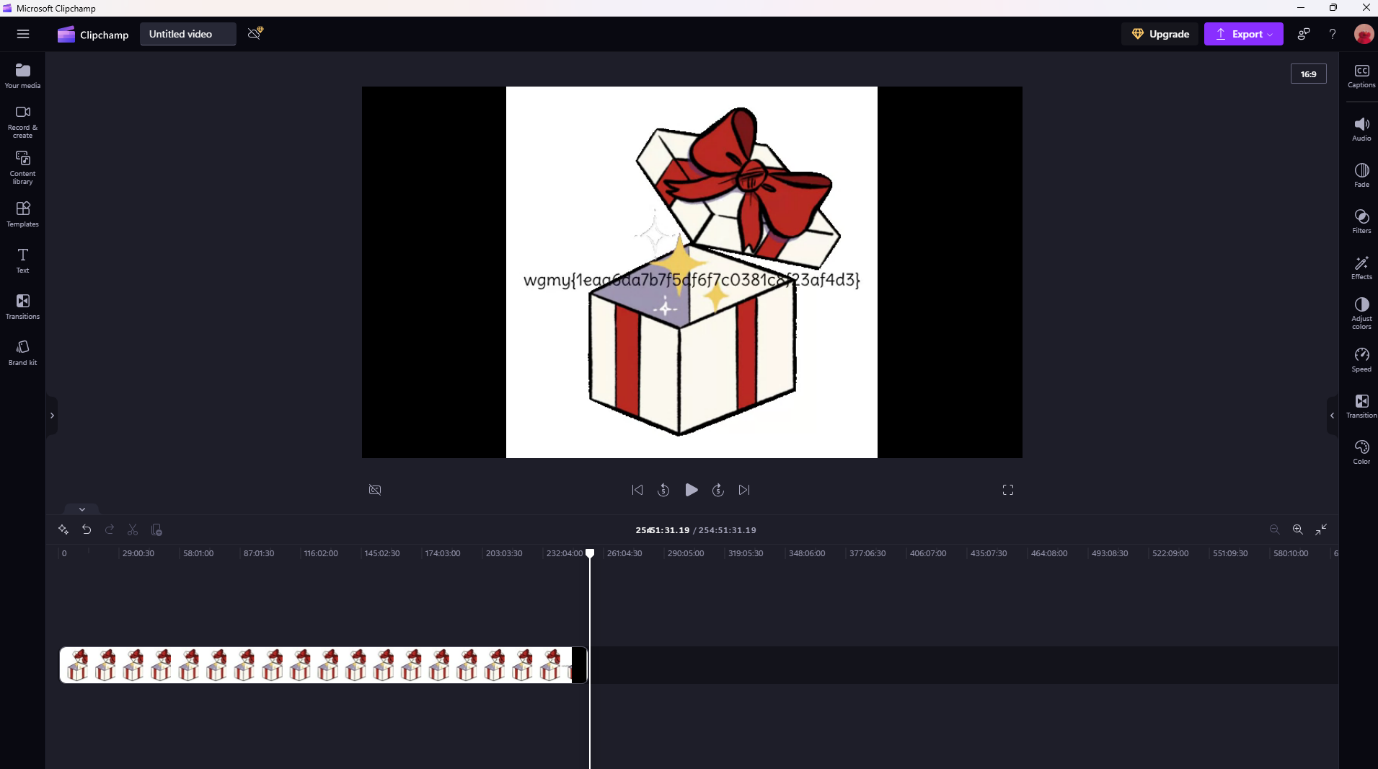 Microsoft Clipchamp
Clipchamp
Untitled video
Upgrade
Export
16:9
Your media
Record & create
Content library
Templates
Text
Transitions
Brand kit
CC
Captions
Audio
Fade
Filters
Effects
Adjust colors
Speed
Transition
Color
wgmy{1eaa6da7b7f5df6f7c0381c8f23af4d3}
5
5
/ 254:51:31.19
0
29:00:30
58:01:00
87:01:30
116:02:00
145:02:30
174:03:00
203:03:30
232:04:00
261:04:30
290:05:00
319:05:30
348:06:00
377:06:30
406:07:00
435:07:30
464:08:00
493:08:30
522:09:00
551:09:30
580:10:00
6